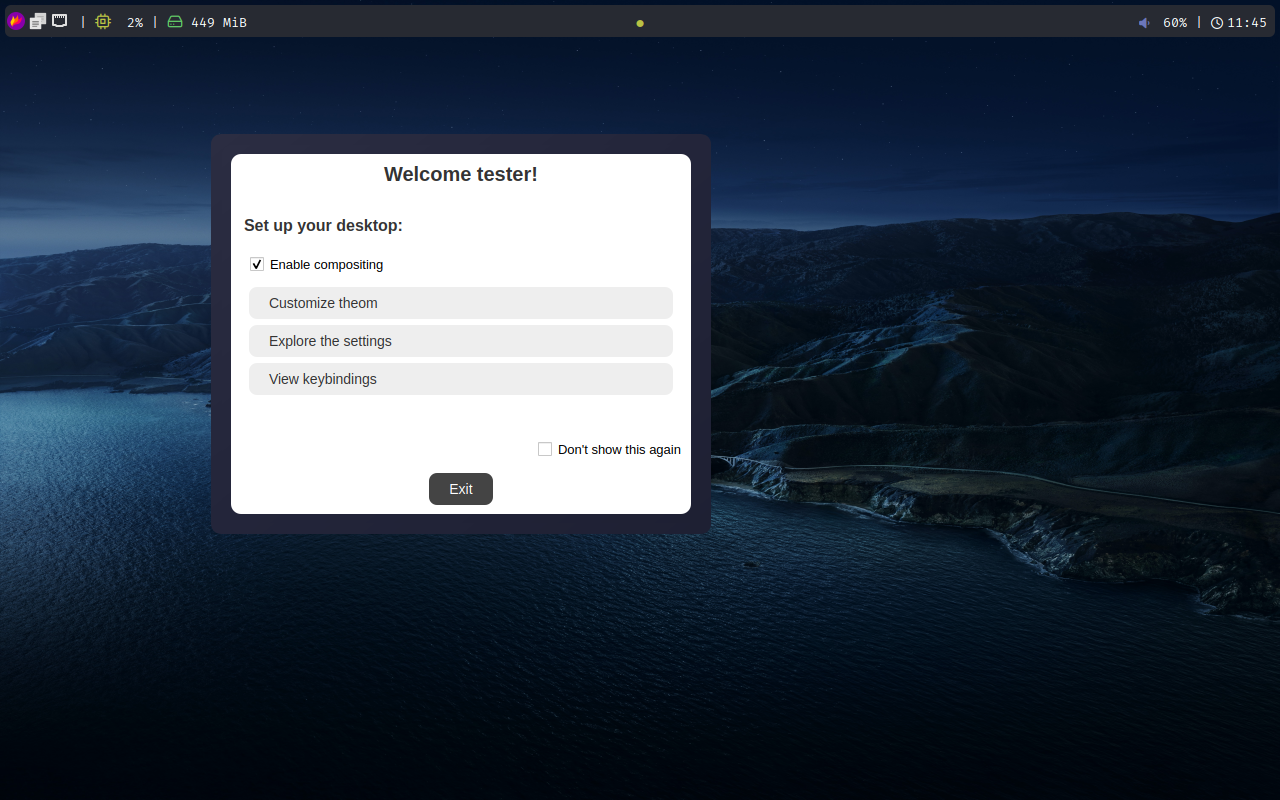 | 2% | 449 MiB 60% | 11:45
Welcome tester!
Set up your desktop:
Enable compositing
Customize theom
Explore the settings
View keybindings
Don't show this again
Exit